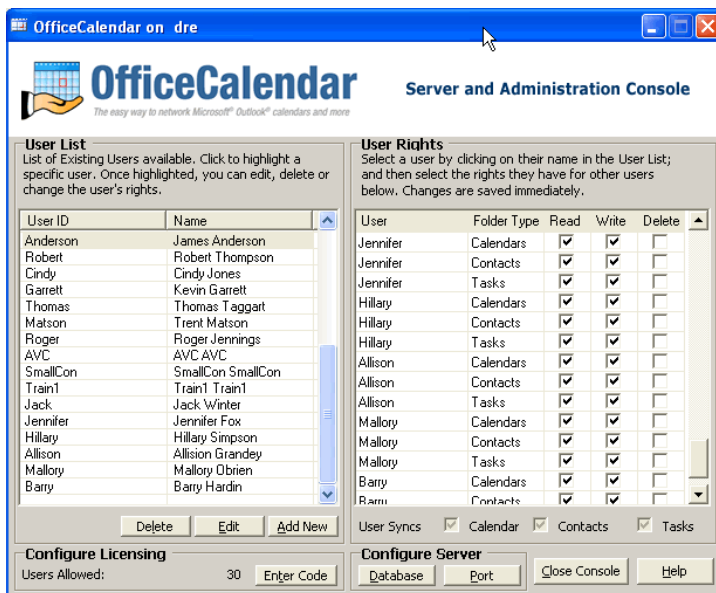 OfficeCalendar on dre
OfficeCalendar
The easy way to network Microsoft® Outlook® calendars and more
Server and Administration Console
User List
List of Existing Users available. Click to highlight a
specific user. Once highlighted, you can edit, delete or
change the user's rights.
User ID Name
Anderson James Anderson
Robert Robert Thompson
Cindy Cindy Jones
Garrett Kevin Garrett
Thomas Thomas Taggart
Matson Trent Matson
Roger Roger Jennings
AVC AVC AVC
SmallCon SmallCon SmallCon
Train1 Train1 Train1
Jack Jack Winter
Jennifer Jennifer Fox
Hillary Hillary Simpson
Allison Allision Grandey
Mallory Mallory Obrien
Barry Barry Hardin
Delete Edit Add New
Configure Licensing
Users Allowed: 30 Enter Code
User Rights
Select a user by clicking on their name in the User List;
and then select the rights they have for other users
below. Changes are saved immediately.
User Folder Type Read Write Delete
Jennifer Calendars
Jennifer Contacts
Jennifer Tasks
Hillary Calendars
Hillary Contacts
Hillary Tasks
Allison Calendars
Allison Contacts
Allison Tasks
Mallory Calendars
Mallory Contacts
Mallory Tasks
Barry Calendars
Barry Contacts
User Syncs Calendar Contacts Tasks
Configure Server
Database Port
Close Console Help